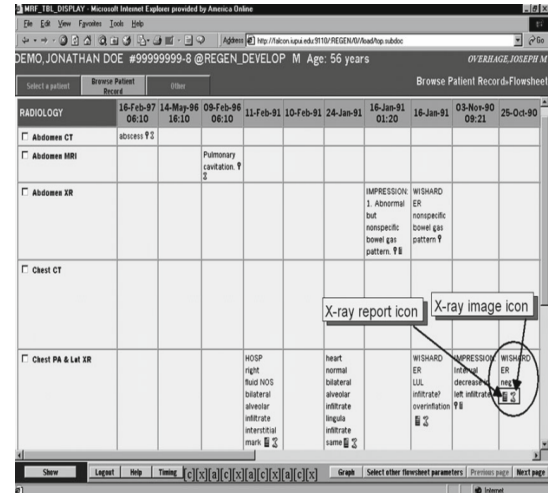 MRF_TBL_DISPLAY - Microsoft Internet Explorer provided by America Online
File Edit View Favorites Tools Help
Address http://falcon.iupui.edu:9110/REGEN/0//load/top.subdoc
Go
DEMO,JONATHAN DOE #99999999-8 @REGEN_DEVELOP M Age: 56 years
OVERHAGE,JOSEPH M
Select a patient
Browse Patient Record
Other
Browse Patient Record»Flowsheet
RADIOLOGY 16-Feb-97 06:10 14-May-96 16:10 09-Feb-96 06:10 11-Feb-91 10-Feb-91 24-Jan-91 16-Jan-91 01:20 16-Jan-91 03-Nov-90 09:21 25-Oct-90
Abdomen CT abscess
Abdomen MRI Pulmonary cavitation.
Abdomen XR
IMPRESSION: 1. Abnormal but nonspecific bowel gas pattern.
WISHARD ER nonspecific bowel gas pattern
Chest CT
X-ray report icon
X-ray image icon
Chest PA & Lat XR
HOSP right fluid NOS bilateral alveolar infiltrate interstitial mark
heart normal bilateral alveolar infiltrate lingula infiltrate same
WISHARD ER LUL infiltrate? overinflation
IMPRESSION: Interval decrease left infiltrate
WISHARD ER neg
Show Logout Help Timing [c][x][a][c][x][a][c][x][a][c][x] Graph Select other flowsheet parameters Previous page Next page
Internet